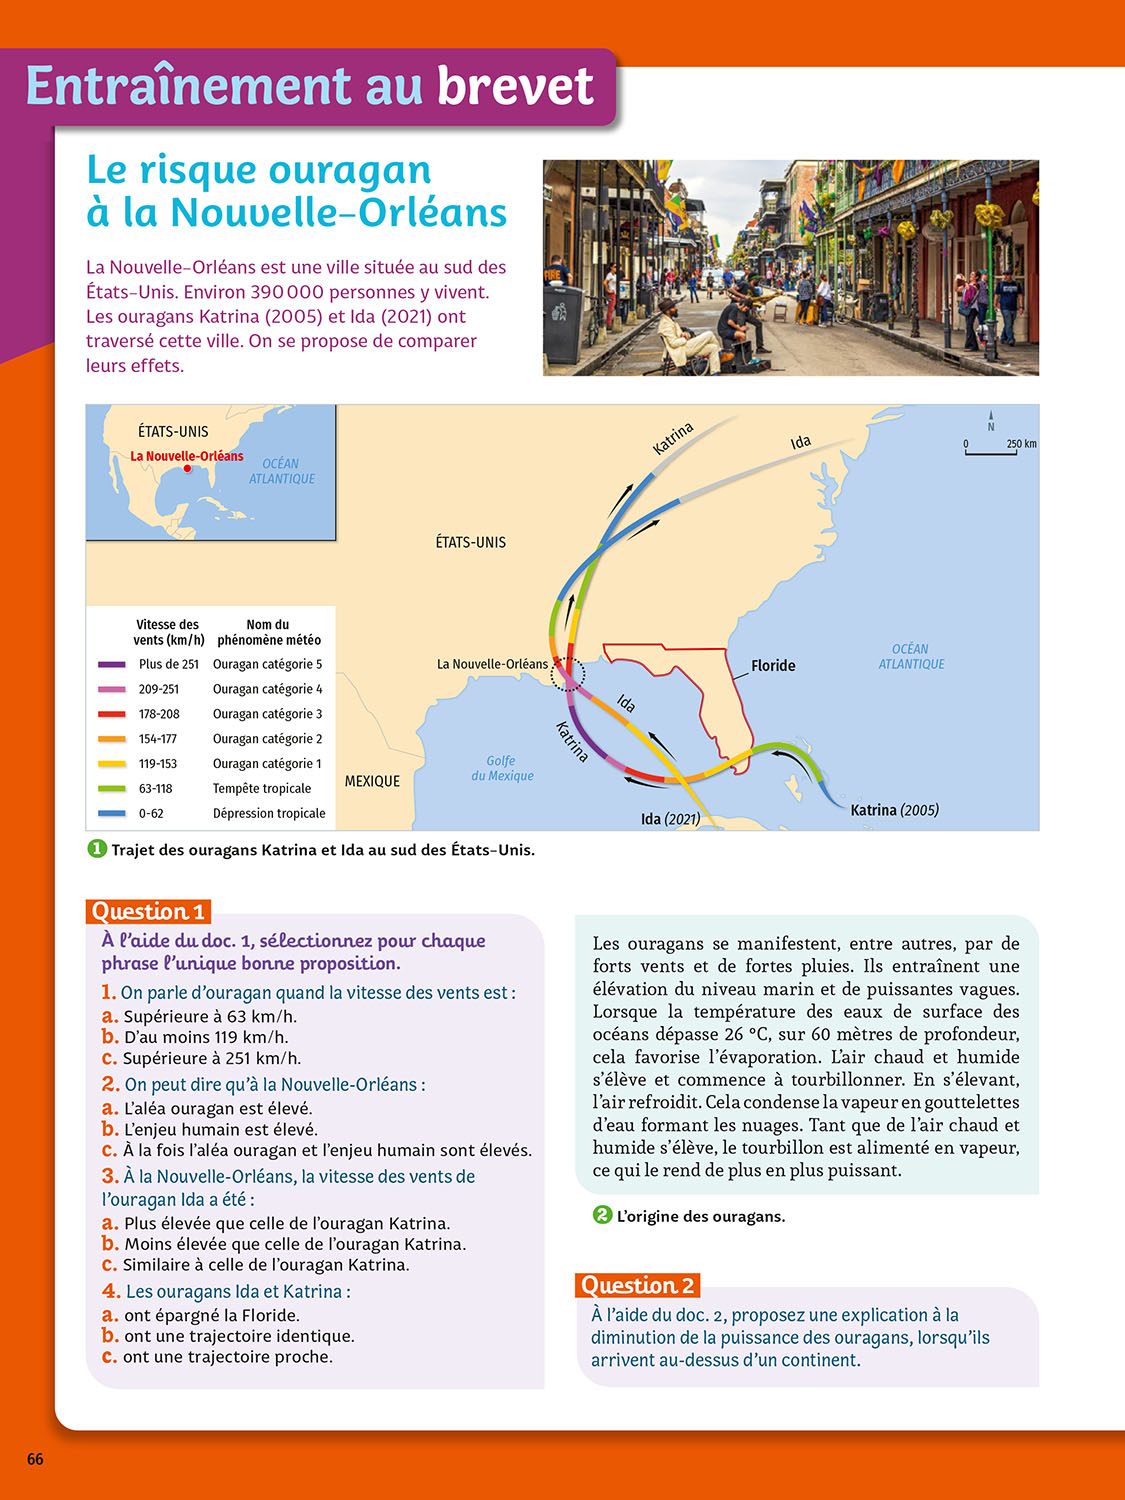 Entraînement au brevet
Le risque ouragan
à la Nouvelle-Orléans
La Nouvelle-Orléans est une ville située au sud des
États-Unis. Environ 390 000 personnes y vivent.
Les ouragans Katrina (2005) et Ida (2021) ont
traversé cette ville. On se propose de comparer
leurs effets.
FIRE
ÉTATS-UNIS
La Nouvelle-Orléans
OCÉAN
ATLANTIQUE
Katrina
Ida
N
0 250 km
ÉTATS-UNIS
Vitesse des
vents (km/h)
Nom du
phénomène météo
Plus de 251 Ouragan catégorie 5
209-251 Ouragan catégorie 4
178-208 Ouragan catégorie 3
154-177 Ouragan catégorie 2
119-153 Ouragan catégorie 1
63-118 Tempête tropicale
0-62 Dépression tropicale
La Nouvelle-Orléans
Floride
OCÉAN
ATLANTIQUE
Ida
Katrina
Golfe
du Mexique
MEXIQUE
Ida (2021)
Katrina (2005)
1 Trajet des ouragans Katrina et Ida au sud des États-Unis.
Question 1
À l'aide du doc. 1, sélectionnez pour chaque
phrase l'unique bonne proposition.
1. On parle d'ouragan quand la vitesse des vents est :
a. Supérieure à 63 km/h.
b. D'au moins 119 km/h.
c. Supérieure à 251 km/h.
2. On peut dire qu'à la Nouvelle-Orléans :
a. L'aléa ouragan est élevé.
b. L'enjeu humain est élevé.
c. À la fois l'aléa ouragan et l'enjeu humain sont élevés.
3. À la Nouvelle-Orléans, la vitesse des vents de
l'ouragan Ida a été :
a. Plus élevée que celle de l'ouragan Katrina.
b. Moins élevée que celle de l'ouragan Katrina.
c. Similaire à celle de l'ouragan Katrina.
4. Les ouragans Ida et Katrina :
a. ont épargné la Floride.
b. ont une trajectoire identique.
c. ont une trajectoire proche.
Les ouragans se manifestent, entre autres, par de
forts vents et de fortes pluies. Ils entraînent une
élévation du niveau marin et de puissantes vagues.
Lorsque la température des eaux de surface des
océans dépasse 26 °C, sur 60 mètres de profondeur,
cela favorise l'évaporation. L'air chaud et humide
s'élève et commence à tourbillonner. En s'élevant,
l'air refroidit. Cela condense la vapeur en gouttelettes
d'eau formant les nuages. Tant que de l'air chaud et
humide s'élève, le tourbillon est alimenté en vapeur,
ce qui le rend de plus en plus puissant.
2 L'origine des ouragans.
Question 2
À l'aide du doc. 2, proposez une explication à la
diminution de la puissance des ouragans, lorsqu'ils
arrivent au-dessus d'un continent.
66